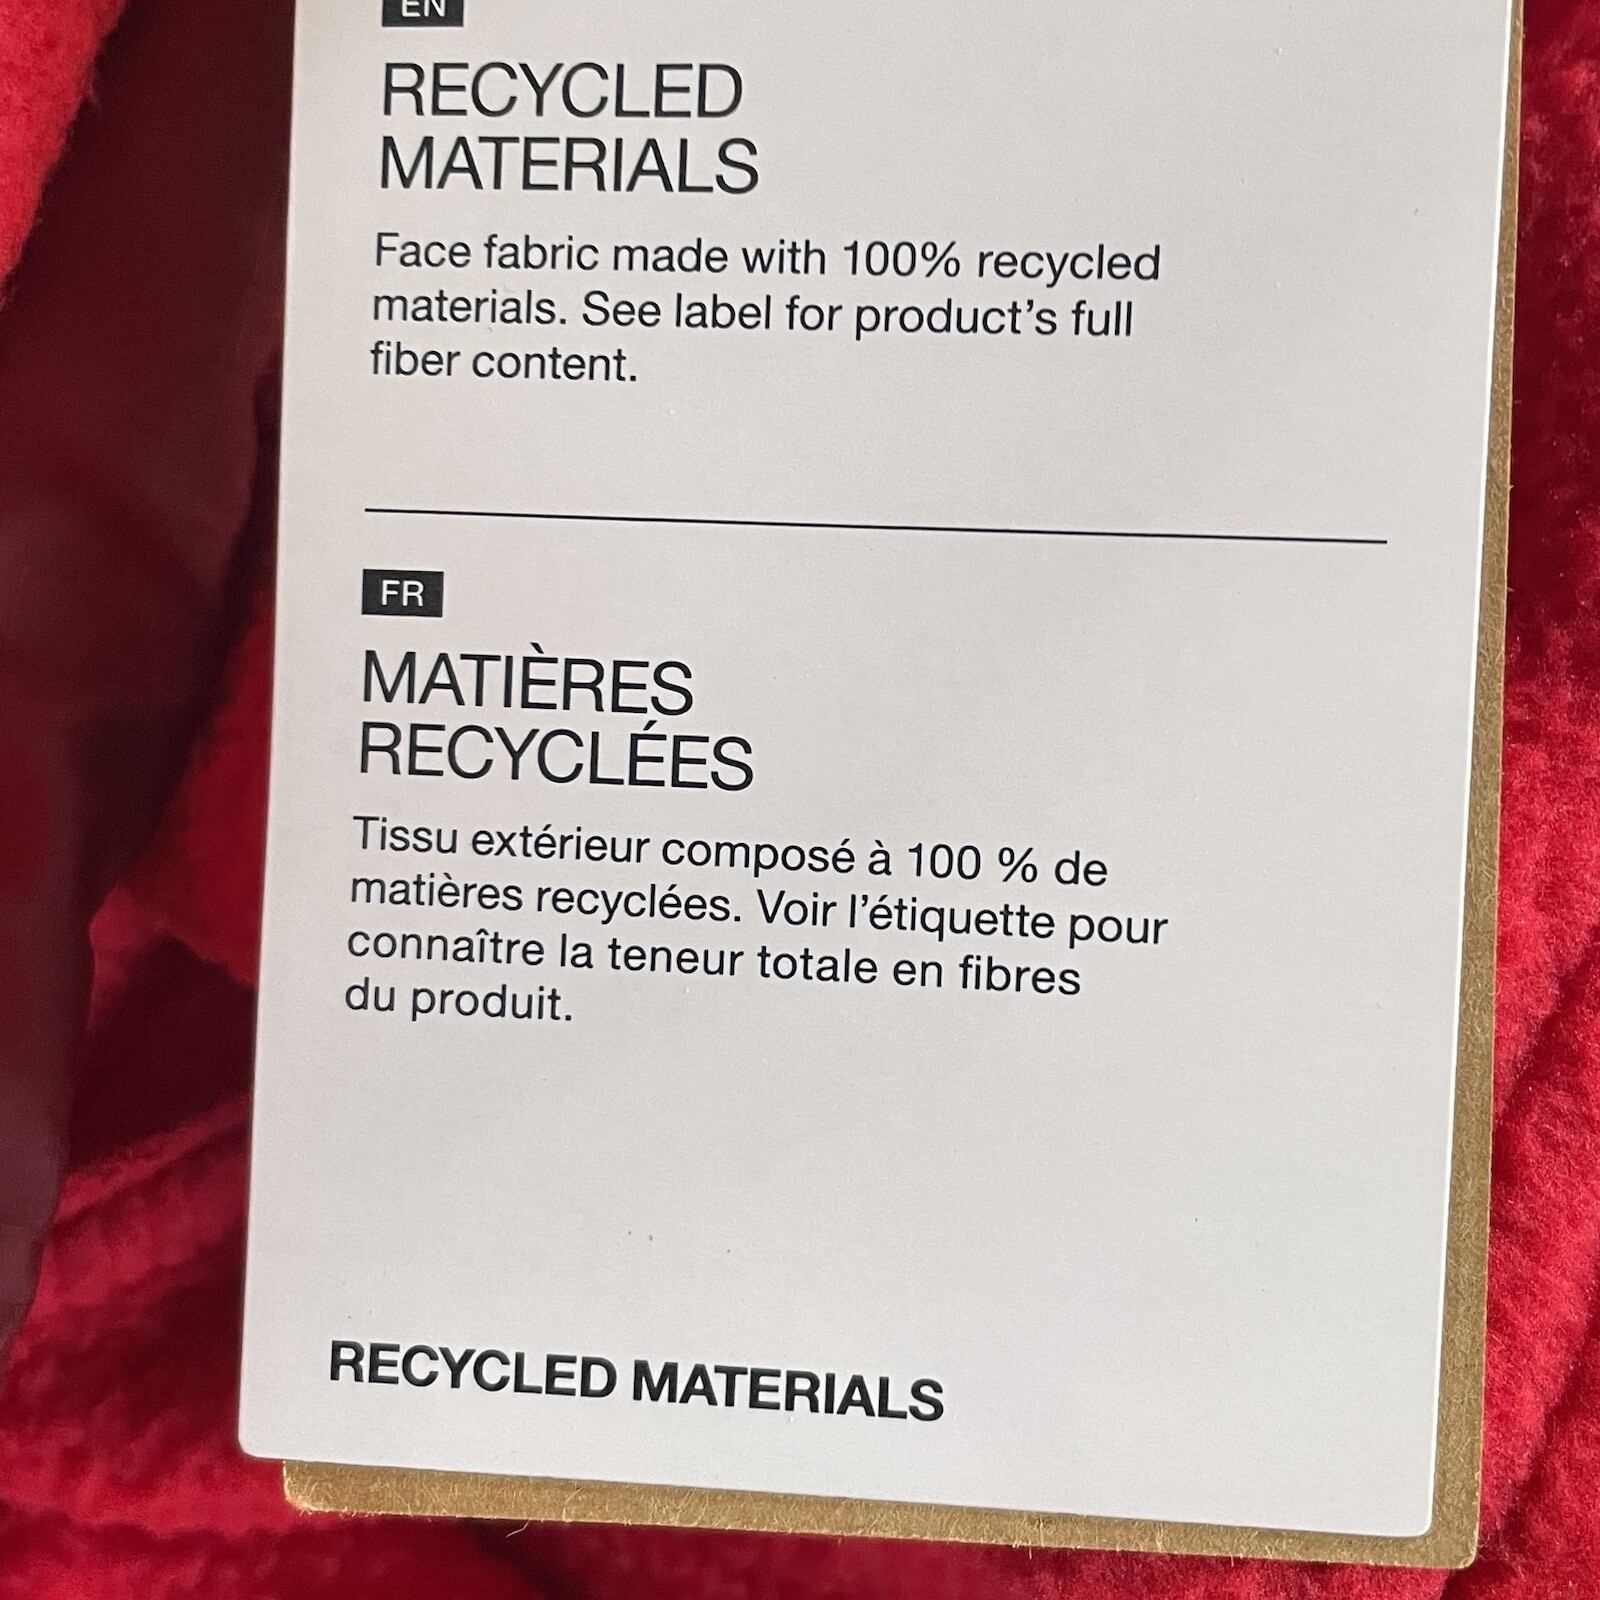 EN
RECYCLED
MATERIALS
Face fabric made with 100% recycled
materials. See label for product’s full
fiber content.
FR
MATIÈRES
RECYCLÉES
Tissu extérieur composé à 100 % de
matières recyclées. Voir l’étiquette pour
connaître la teneur totale en fibres
du produit.
RECYCLED MATERIALS